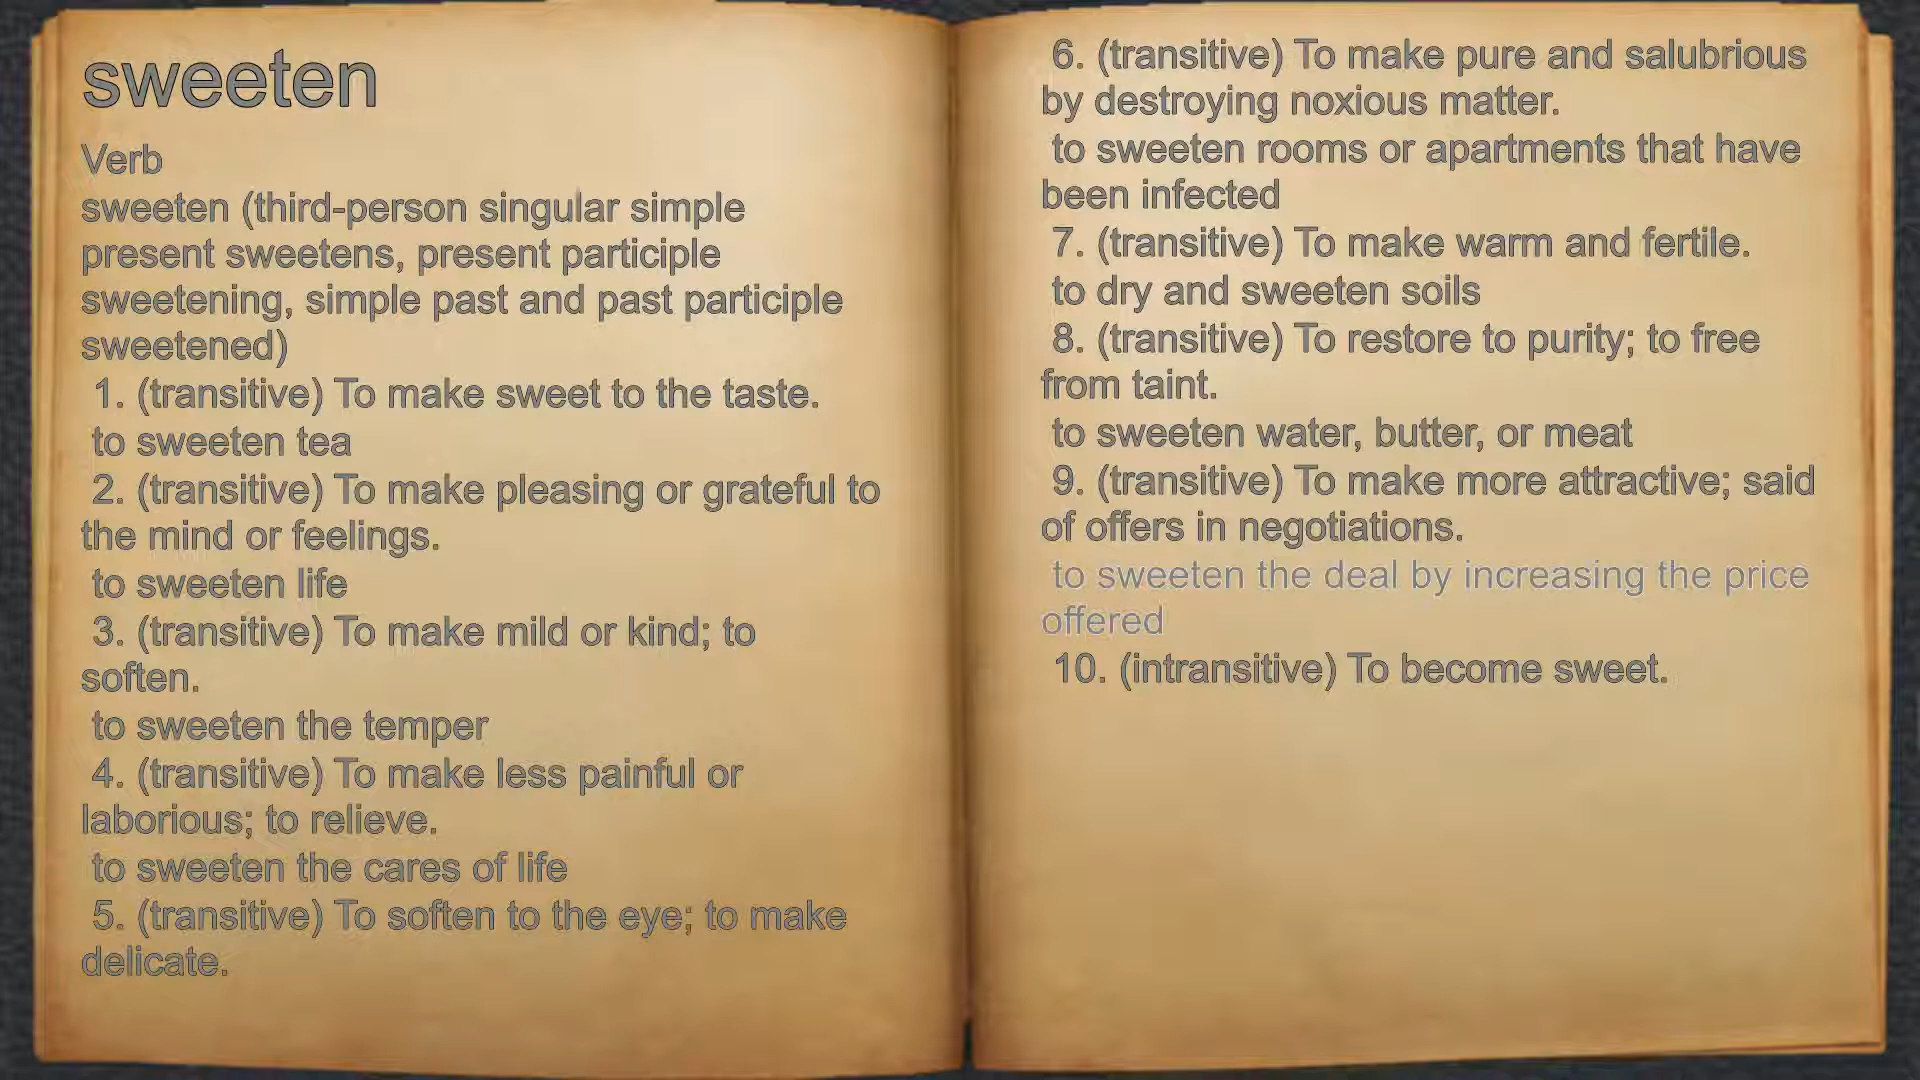 sweeten
Verb
sweeten (third-person singular simple
present sweetens, present participle
sweetening, simple past and past participle
sweetened)
1. (transitive) To make sweet to the taste.
to sweeten tea
2. (transitive) To make pleasing or grateful to
the mind or feelings.
to sweeten life
3. (transitive) To make mild or kind; to
soften.
to sweeten the temper
4. (transitive) To make less painful or
laborious; to relieve.
to sweeten the cares of life
5. (transitive) To soften to the eye; to make
delicate.
6. (transitive) To make pure and salubrious
by destroying noxious matter.
to sweeten rooms or apartments that have
been infected
7. (transitive) To make warm and fertile.
to dry and sweeten soils
8. (transitive) To restore to purity; to free
from taint.
to sweeten water, butter, or meat
9. (transitive) To make more attractive; said
of offers in negotiations.
to sweeten the deal by increasing the price
offered
10. (intransitive) To become sweet.